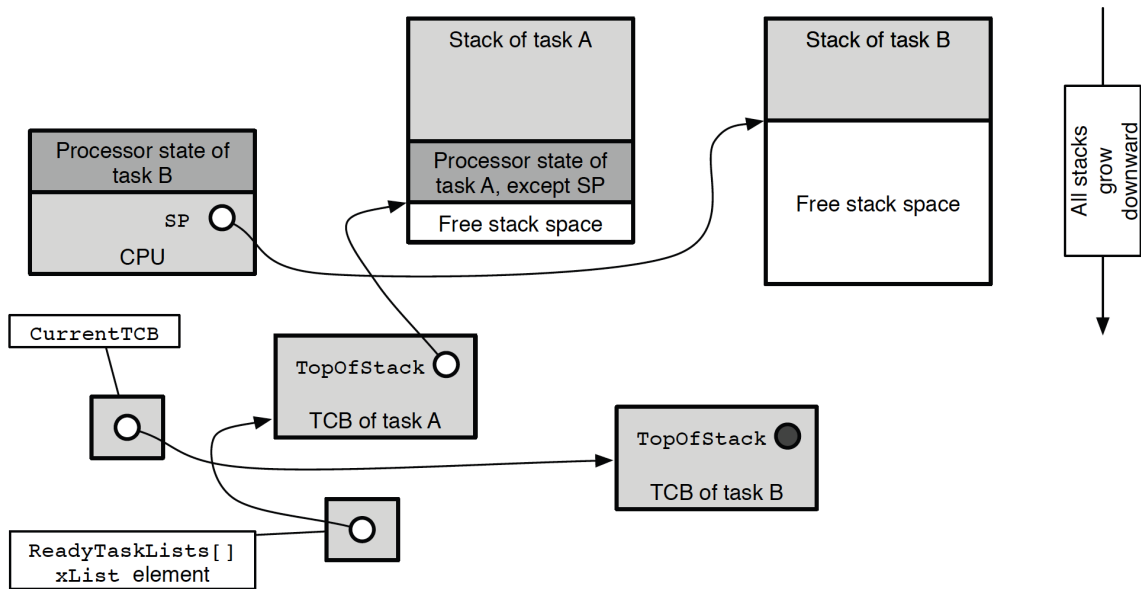 Stack of task A
Stack of task B
All stacks
grow
downward
Processor state of
task B
Processor state of
task A, except SP
Free stack space
Free stack space
SP
CPU
CurrentTCB
TopOfStack
TCB of task A
TopOfStack
TCB of task B
ReadyTaskLists[]
xList element